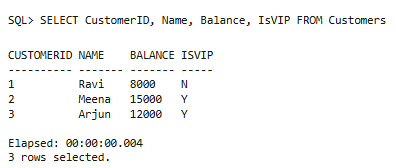 SQL> SELECT CustomerID, Name, Balance, IsVIP FROM Customers
CUSTOMERID NAME    BALANCE ISVIP
---------- ------- ------- -----
1          Ravi    8000    N
2          Meena   15000   Y
3          Arjun   12000   Y
Elapsed: 00:00:00.004
3 rows selected.